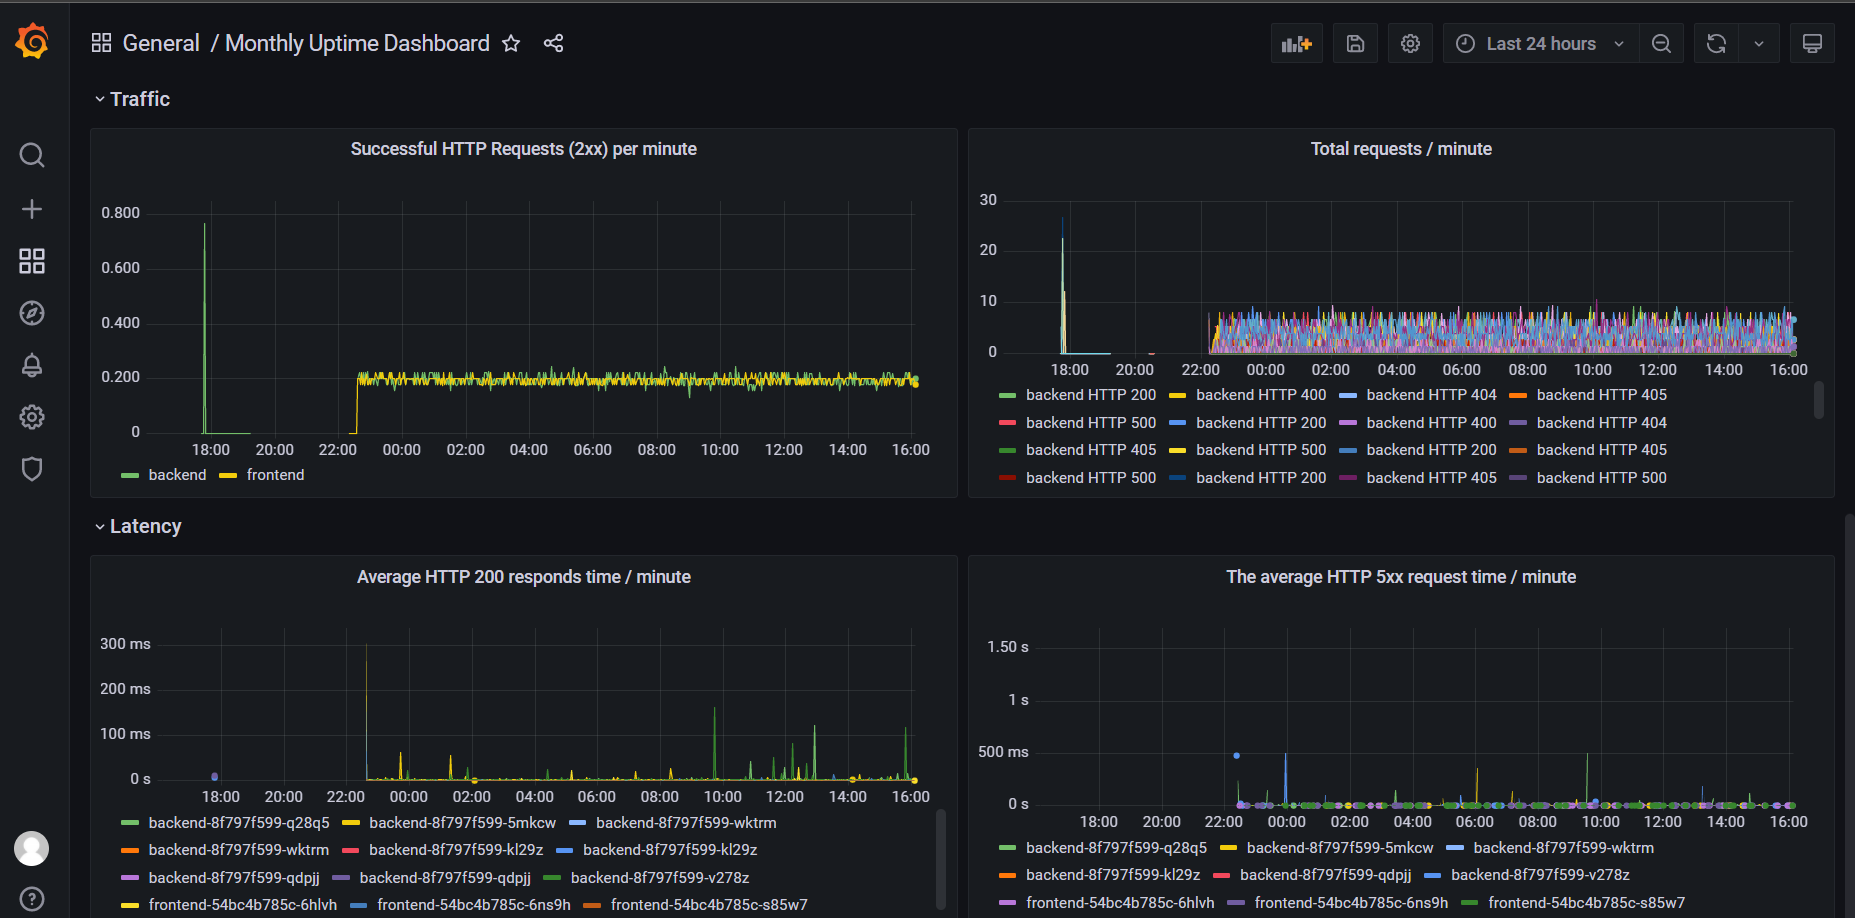 General / Monthly Uptime Dashboard
Last 24 hours
Traffic
Successful HTTP Requests (2xx) per minute
0.800
0.600
0.400
0.200
0
18:00 20:00 22:00 00:00 02:00 04:00 06:00 08:00 10:00 12:00 14:00 16:00
backend frontend
Total requests / minute
30
20
10
0
18:00 20:00 22:00 00:00 02:00 04:00 06:00 08:00 10:00 12:00 14:00 16:00
backend HTTP 200 backend HTTP 400 backend HTTP 404 backend HTTP 405
backend HTTP 500 backend HTTP 200 backend HTTP 400 backend HTTP 404
backend HTTP 405 backend HTTP 500 backend HTTP 200 backend HTTP 405
backend HTTP 500 backend HTTP 200 backend HTTP 405 backend HTTP 500
Latency
Average HTTP 200 responds time / minute
300 ms
200 ms
100 ms
0 s
18:00 20:00 22:00 00:00 02:00 04:00 06:00 08:00 10:00 12:00 14:00 16:00
backend-8f797f599-q28q5 backend-8f797f599-5mkcw backend-8f797f599-wktrm
backend-8f797f599-wktrm backend-8f797f599-kl29z backend-8f797f599-kl29z
backend-8f797f599-qdpjj backend-8f797f599-qdpjj backend-8f797f599-v278z
frontend-54bc4b785c-6hlvh frontend-54bc4b785c-6ns9h frontend-54bc4b785c-s85w7
The average HTTP 5xx request time / minute
1.50 s
1 s
500 ms
0 s
18:00 20:00 22:00 00:00 02:00 04:00 06:00 08:00 10:00 12:00 14:00 16:00
backend-8f797f599-q28q5 backend-8f797f599-5mkcw backend-8f797f599-wktrm
backend-8f797f599-kl29z backend-8f797f599-qdpjj backend-8f797f599-v278z
frontend-54bc4b785c-6hlvh frontend-54bc4b785c-6ns9h frontend-54bc4b785c-s85w7